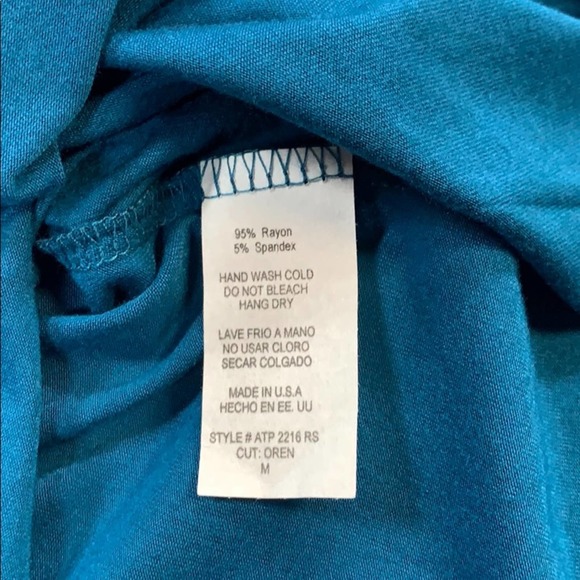 95% Rayon
5% Spandex
HAND WASH COLD
DO NOT BLEACH
HANG DRY
LAVE FRIO A MANO
NO USAR CLORO
SECAR COLGADO
MADE IN U.S.A
HECHO EN EE. UU
STYLE # ATP 2216 RS
CUT: OREN
M